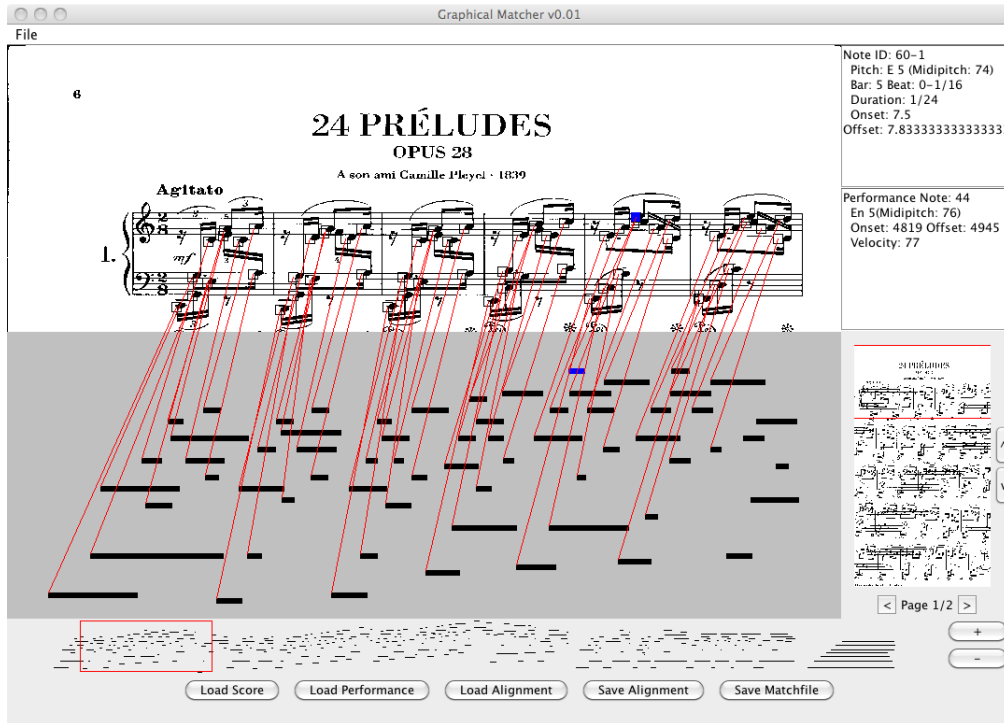 Graphical Matcher v0.01
File
6
24 PRÉLUDES
OPUS 28
A son ami Camille Pleyel · 1839
Agitato
1.
mf
Note ID: 60-1
Pitch: E 5 (Midipitch: 74)
Bar: 5 Beat: 0-1/16
Duration: 1/24
Onset: 7.5
Offset: 7.83333333333333.
Performance Note: 44
En 5(Midipitch: 76)
Onset: 4819 Offset: 4945
Velocity: 77
24 PRÉLUDES
< Page 1/2 >
+
-
Load Score Load Performance Load Alignment Save Alignment Save Matchfile